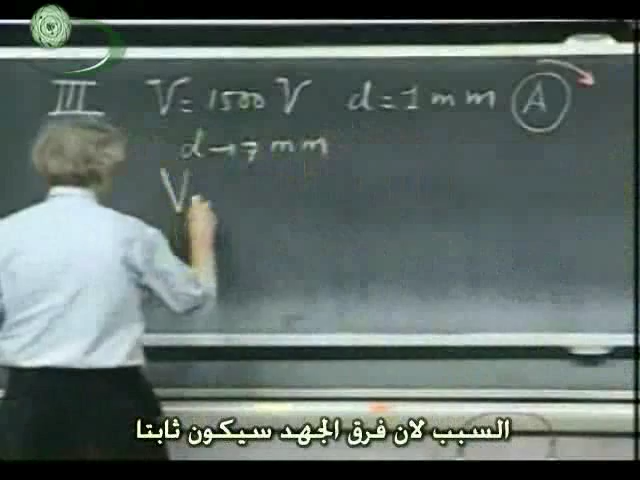 III V = 1500 V d = 1 mm A
d → 7 mm
V
السبب لان فرق الجهد سيكون ثابتا